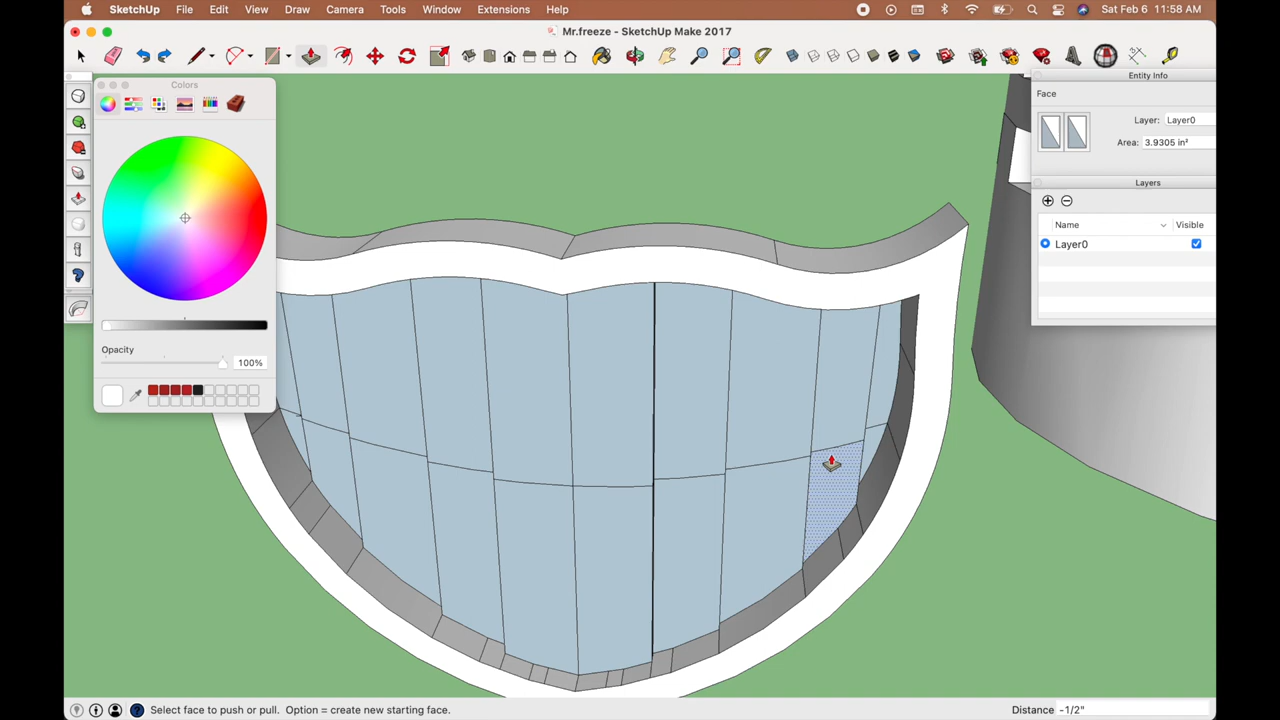 SketchUp File Edit View Draw Camera Tools Window Extensions Help Sat Feb 6 11:58 AM
Mr.freeze - SketchUp Make 2017
Colors
Entity Info
Face
Layer: Layer0
Area: 3.9305 in²
Layers
Name Visible
Layer0
Opacity
100%
Select face to push or pull. Option = create new starting face. Distance -1/2"